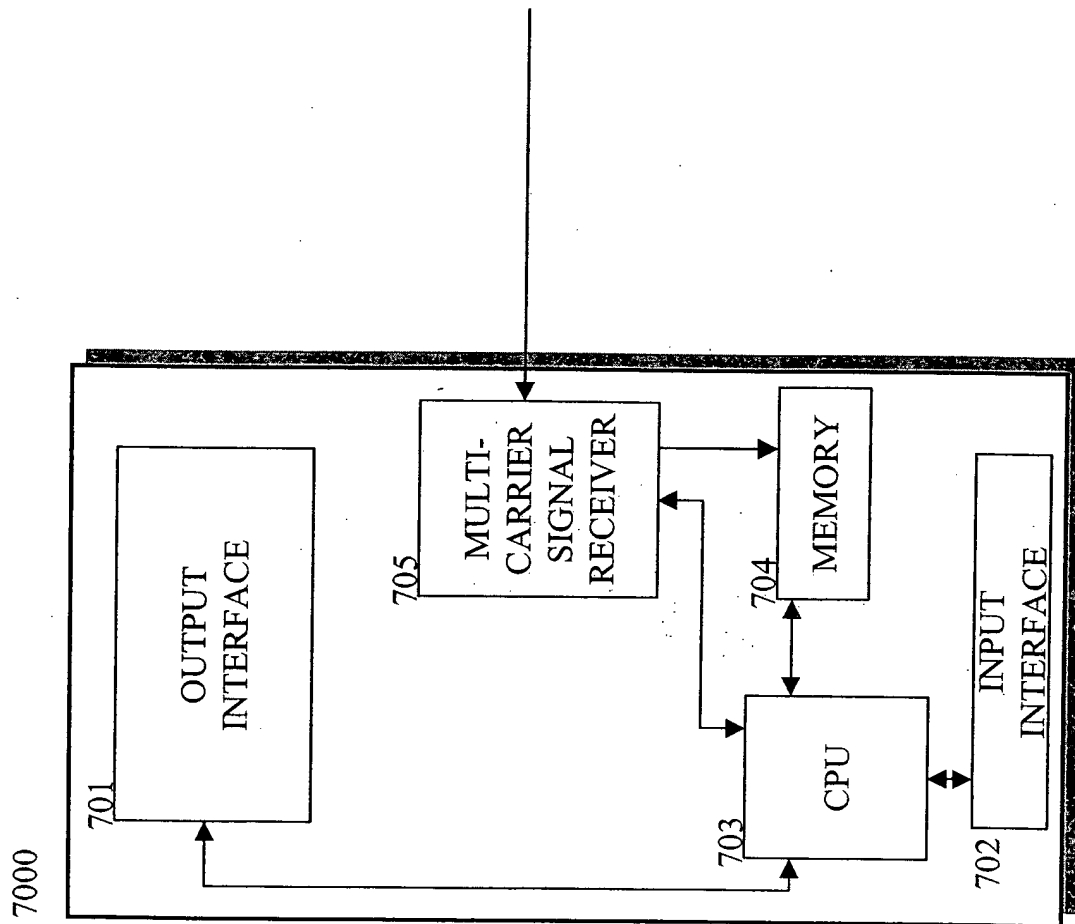 7000
701
OUTPUT
INTERFACE
705
MULTI-
CARRIER
SIGNAL
RECEIVER
704
MEMORY
703
CPU
702
INPUT
INTERFACE